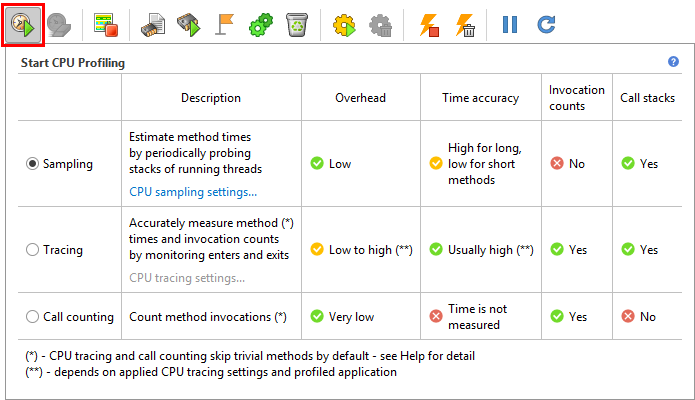 Start CPU Profiling
Description
Overhead
Time accuracy
Invocation
counts
Call stacks
Sampling
Estimate method times
by periodically probing
stacks of running threads
CPU sampling settings...
Low
High for long,
low for short
methods
No
Yes
Tracing
Accurately measure method (*)
times and invocation counts
by monitoring enters and exits
CPU tracing settings...
Low to high (**)
Usually high (**)
Yes
Yes
Call counting
Count method invocations (*)
Very low
Time is not
measured
Yes
No
(*) - CPU tracing and call counting skip trivial methods by default - see Help for detail
(**) - depends on applied CPU tracing settings and profiled application